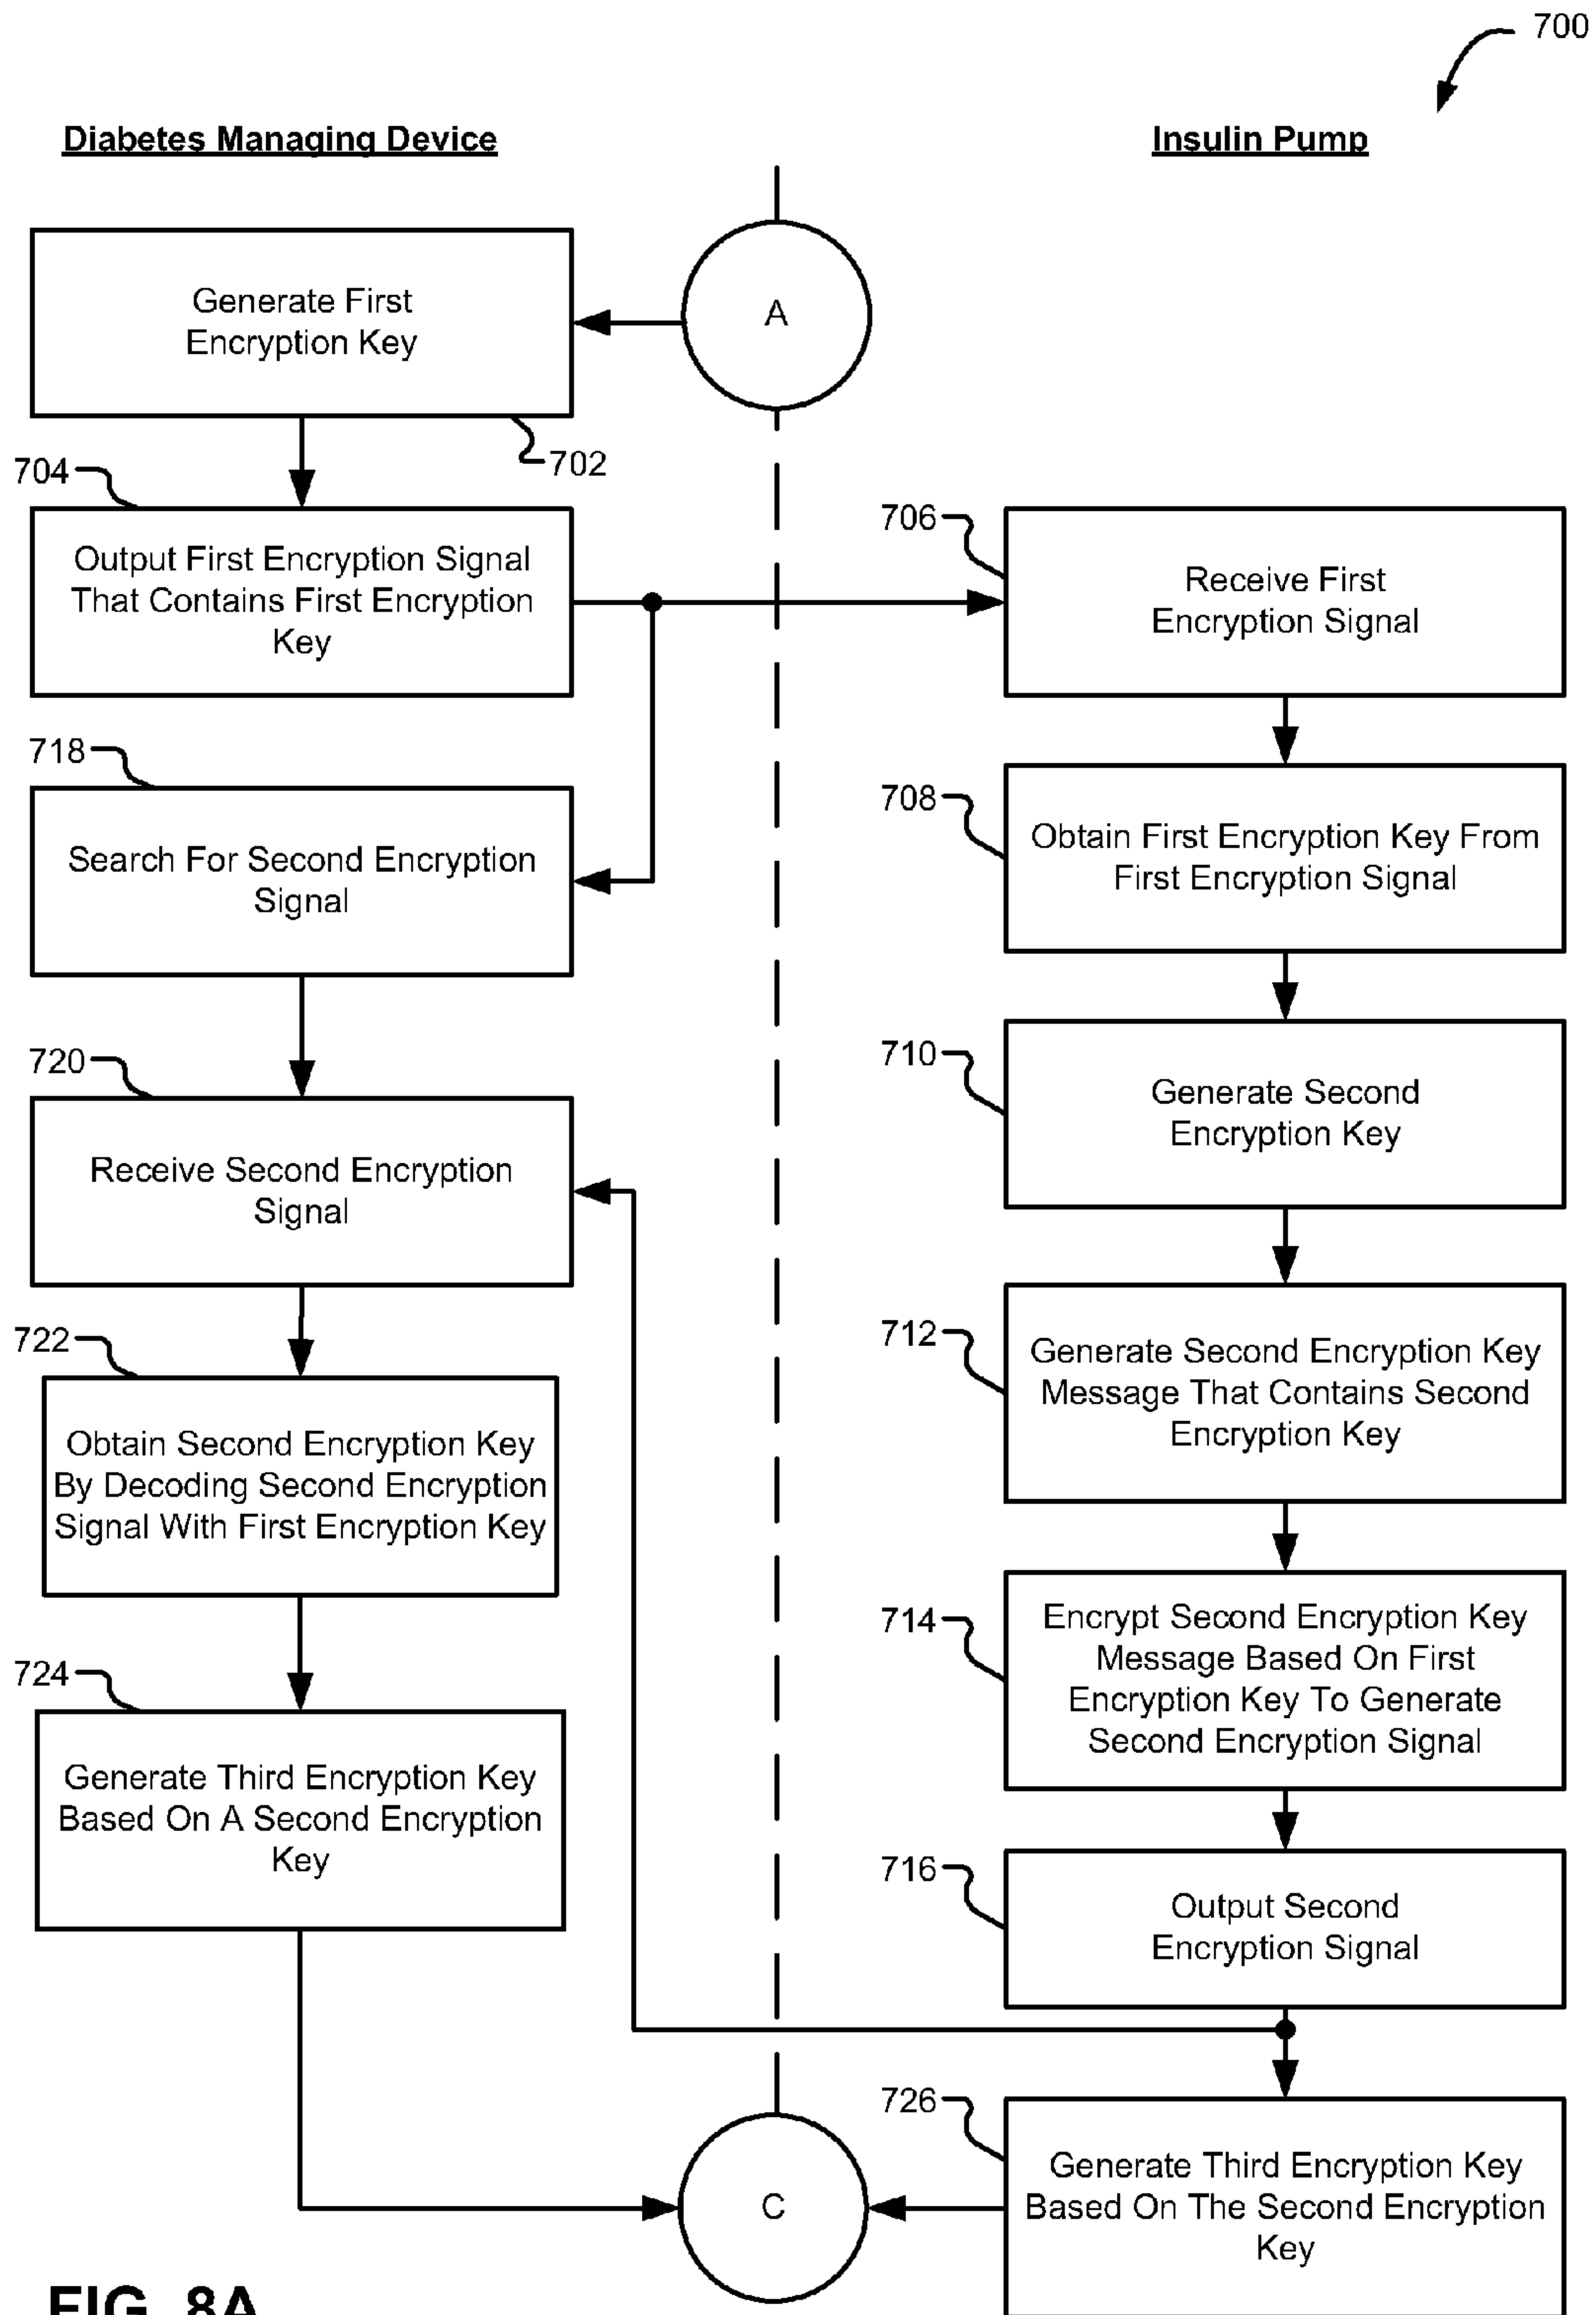 700
Diabetes Managing Device
Insulin Pump
Generate First
Encryption Key
A
702
704
Output First Encryption Signal
That Contains First Encryption
Key
706
Receive First
Encryption Signal
718
Search For Second Encryption
Signal
708
Obtain First Encryption Key From
First Encryption Signal
720
Receive Second Encryption
Signal
710
Generate Second
Encryption Key
722
Obtain Second Encryption Key
By Decoding Second Encryption
Signal With First Encryption Key
712
Generate Second Encryption Key
Message That Contains Second
Encryption Key
714
Encrypt Second Encryption Key
Message Based On First
Encryption Key To Generate
Second Encryption Signal
724
Generate Third Encryption Key
Based On A Second Encryption
Key
716
Output Second
Encryption Signal
726
Generate Third Encryption Key
Based On The Second Encryption
Key
C
FIG. 8A